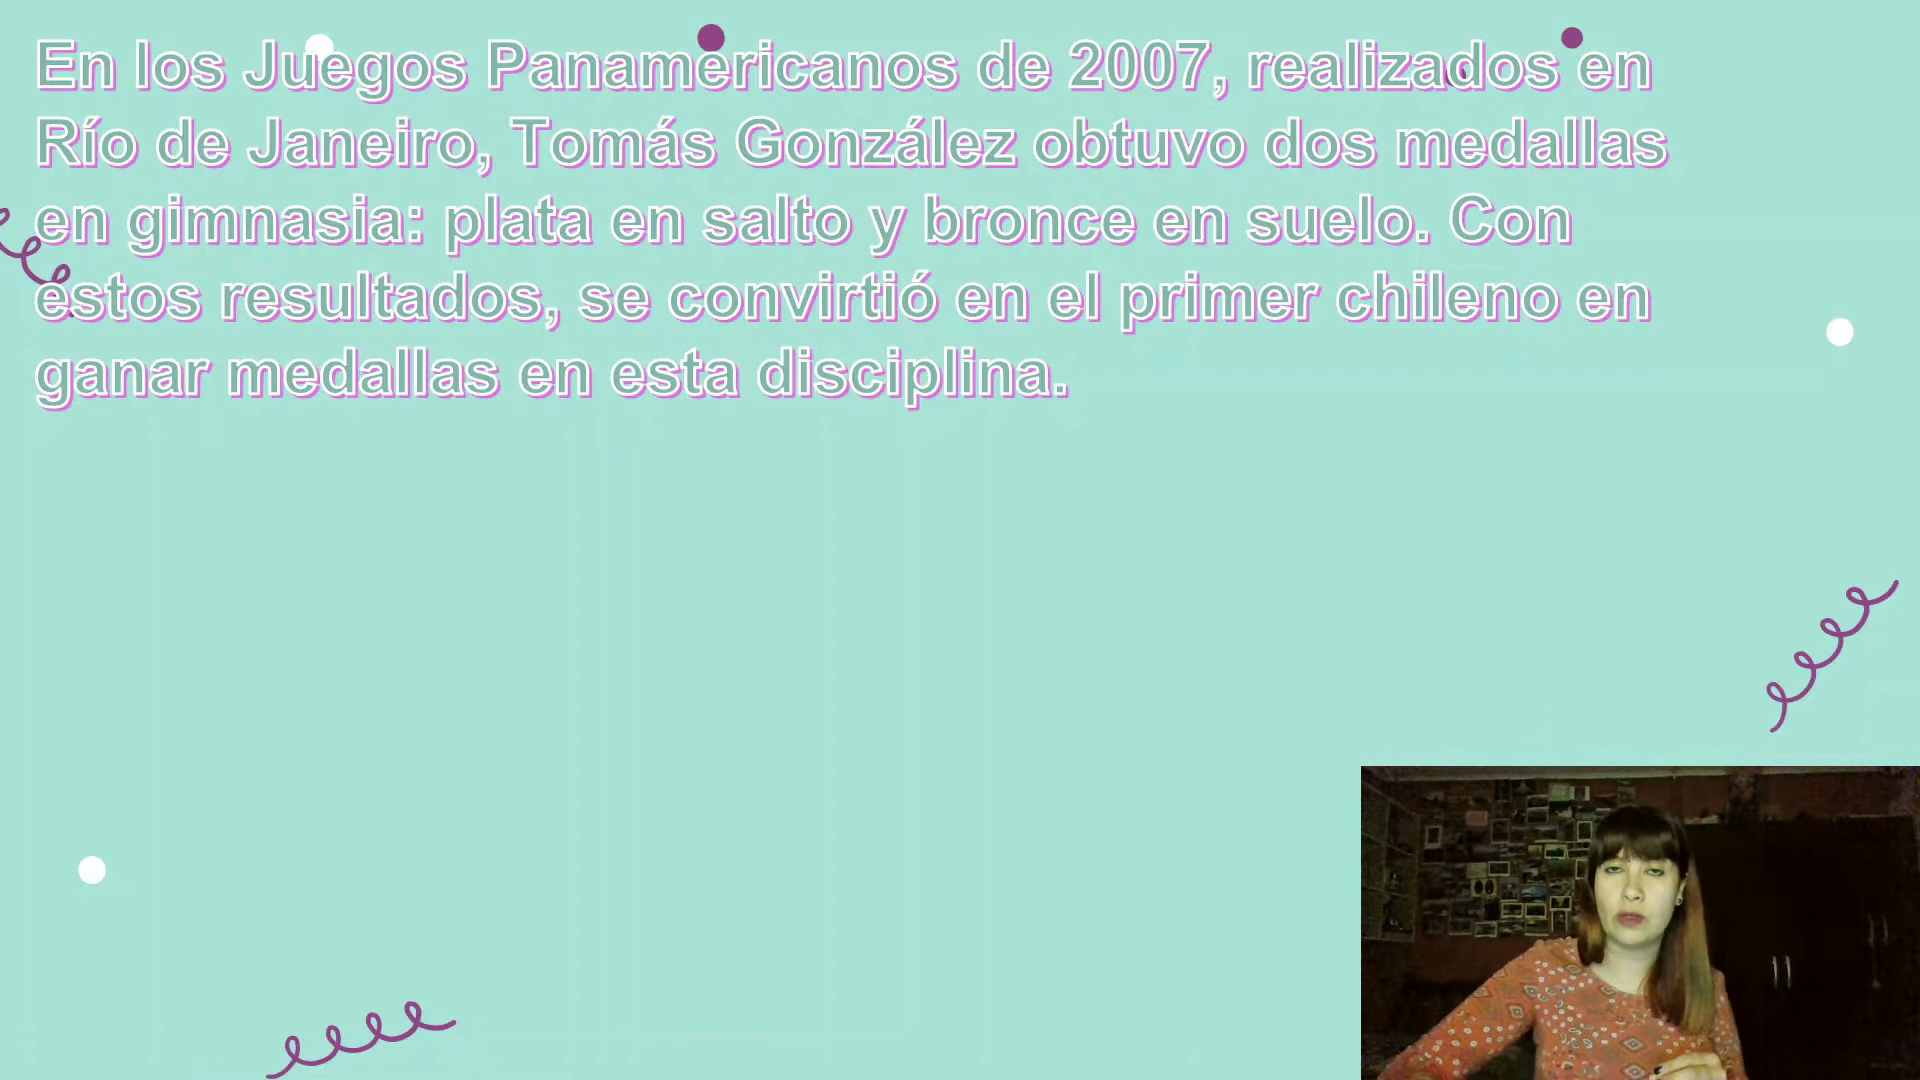 En los Juegos Panamericanos de 2007, realizados en
Río de Janeiro, Tomás González obtuvo dos medallas
en gimnasia: plata en salto y bronce en suelo. Con
estos resultados, se convirtió en el primer chileno en
ganar medallas en esta disciplina.